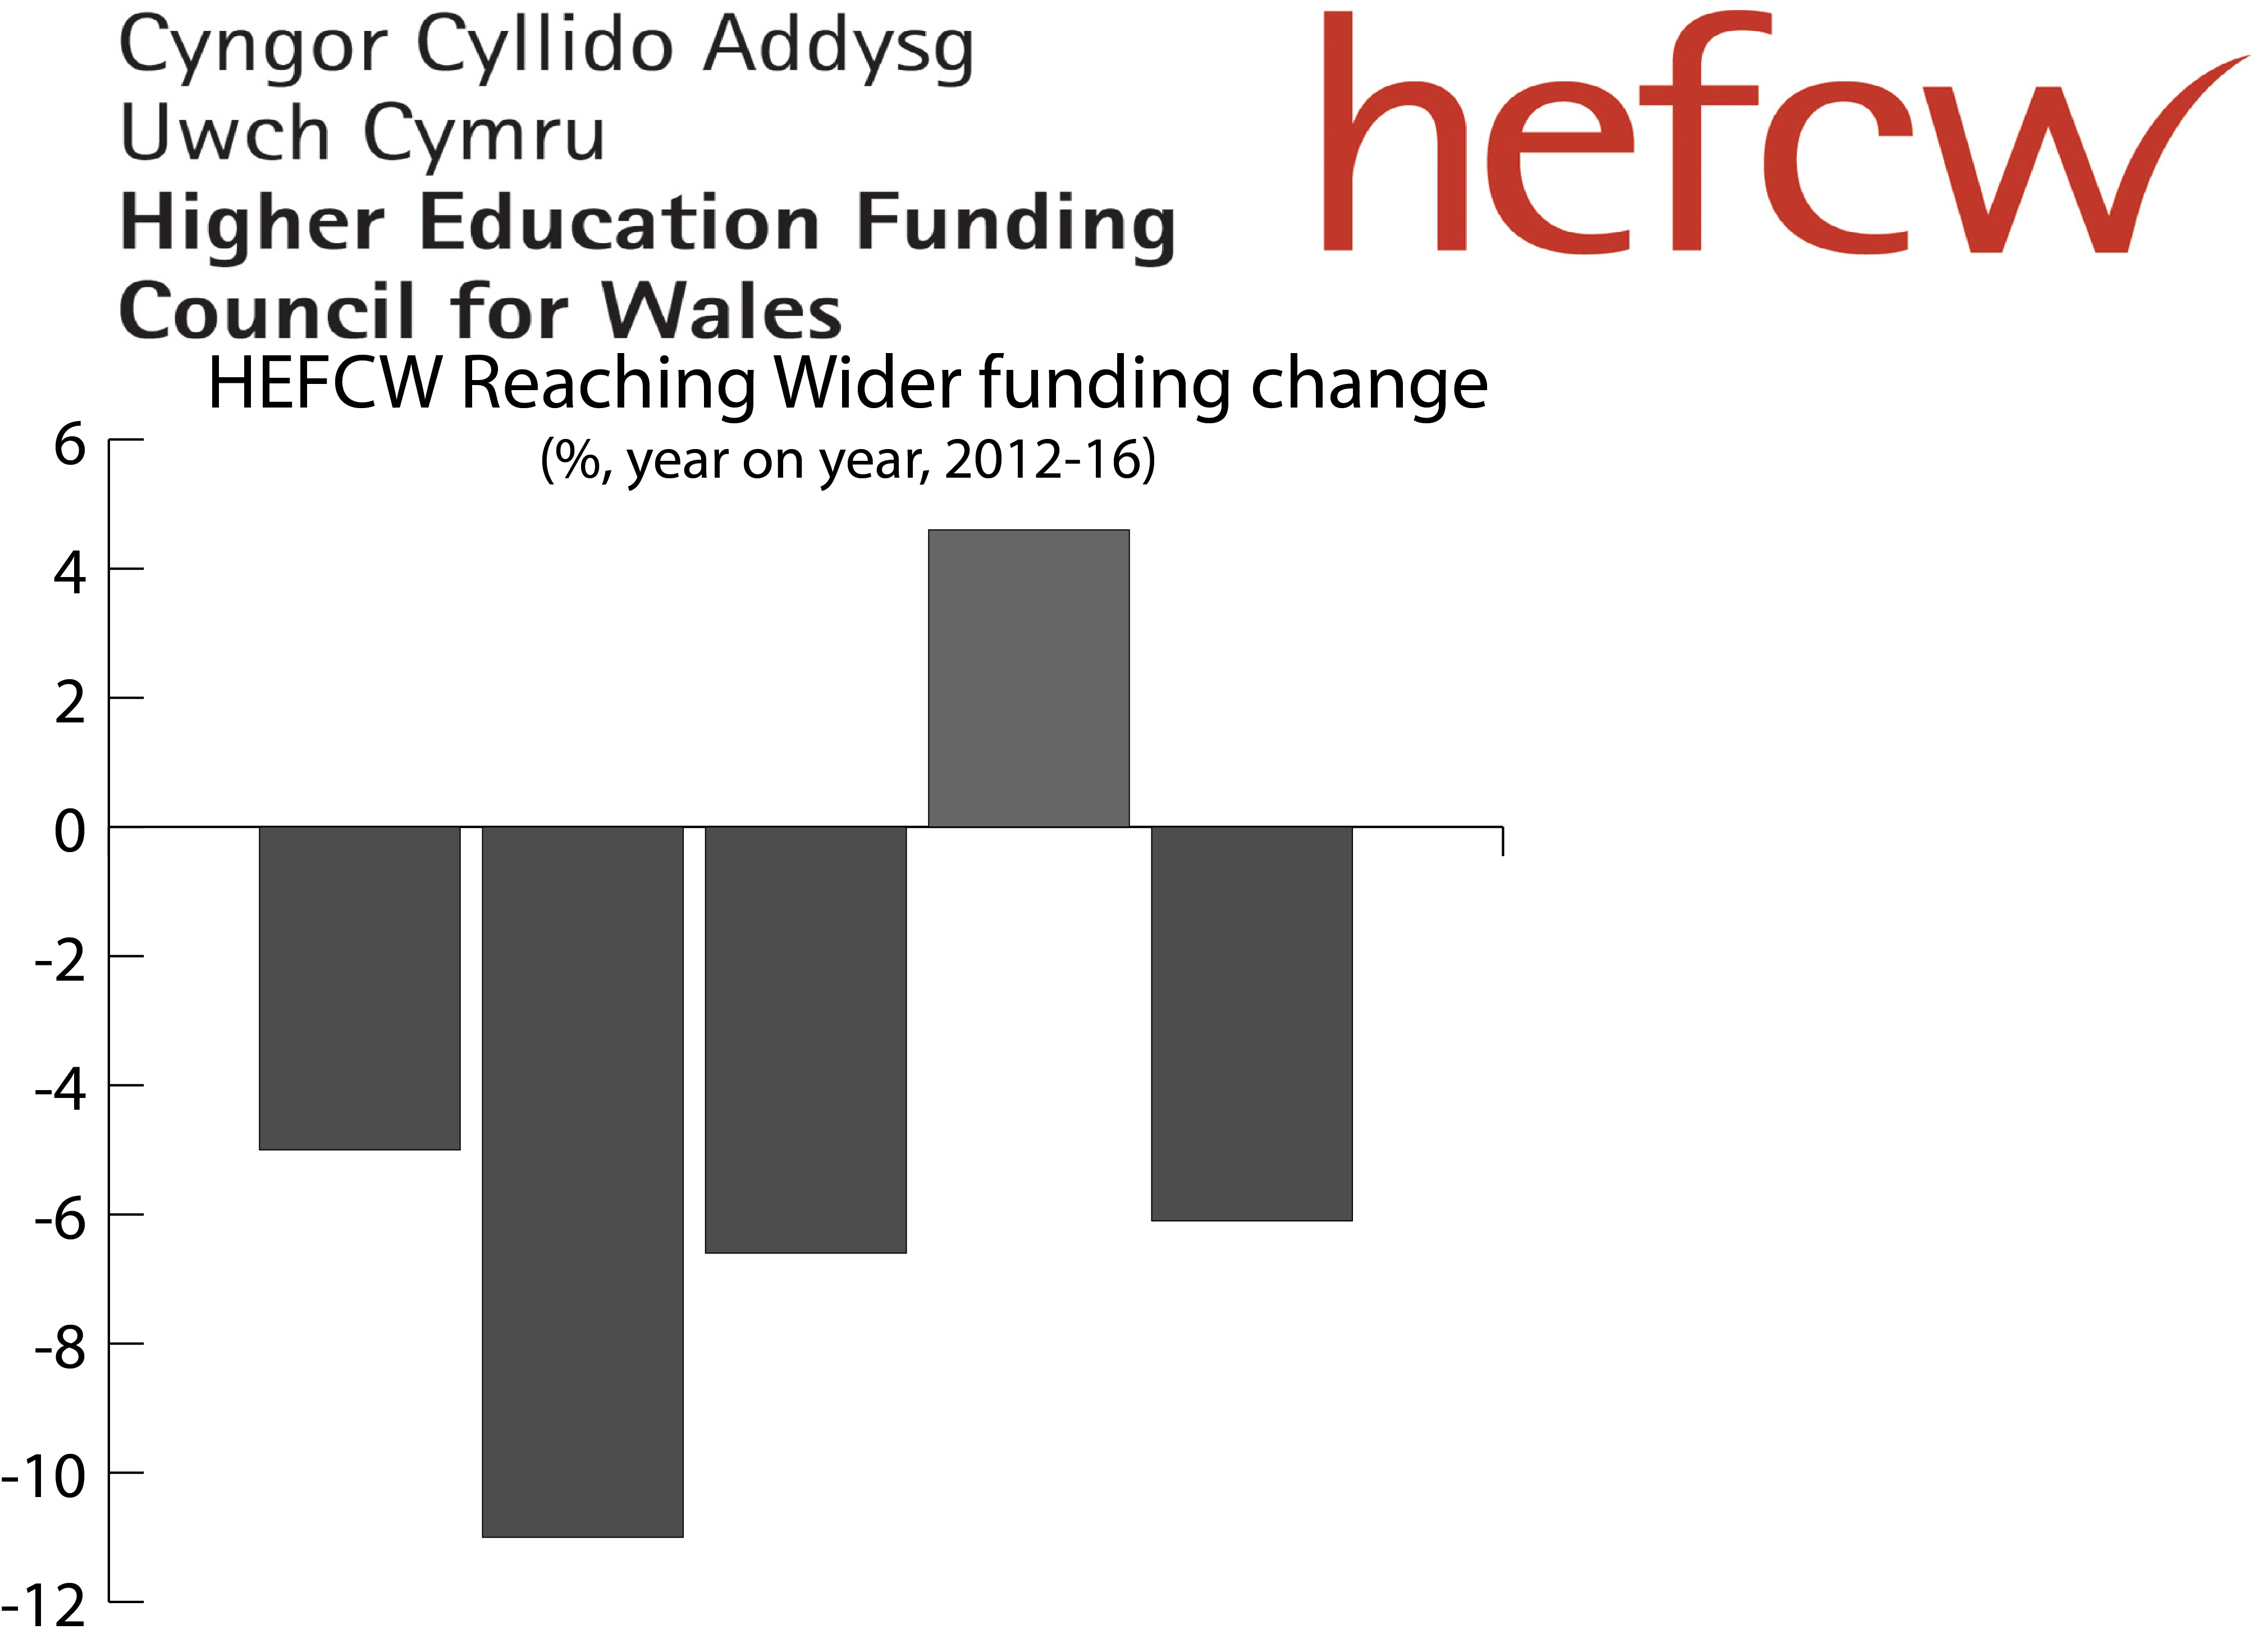 Cyngor Cyllido Addysg
Uwch Cymru
Higher Education Funding
Council for Wales
hefcw
HEFCW Reaching Wider funding change
(%, year on year, 2012-16)
6
4
2
0
-2
-4
-6
-8
-10
-12